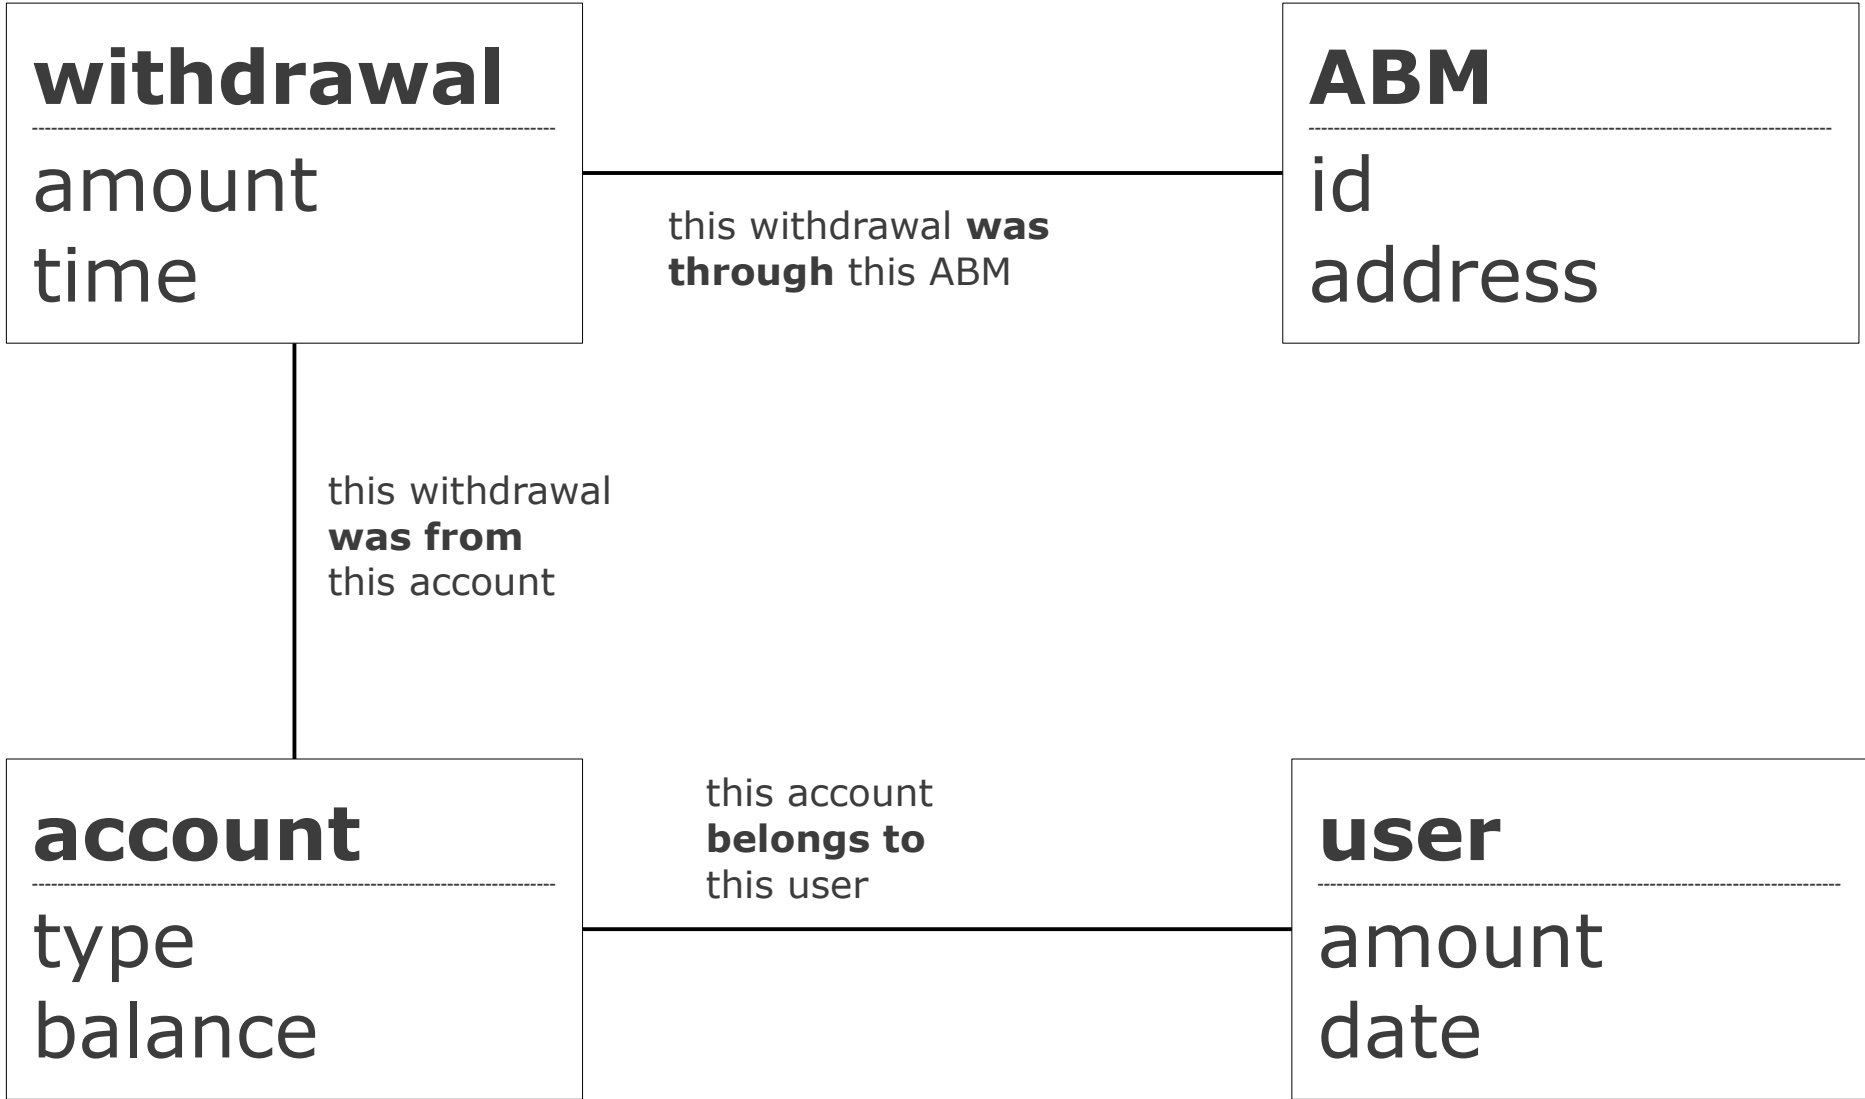 withdrawal
amount
time
this withdrawal was
through this ABM
ABM
id
address
this withdrawal
was from
this account
account
type
balance
this account
belongs to
this user
user
amount
date